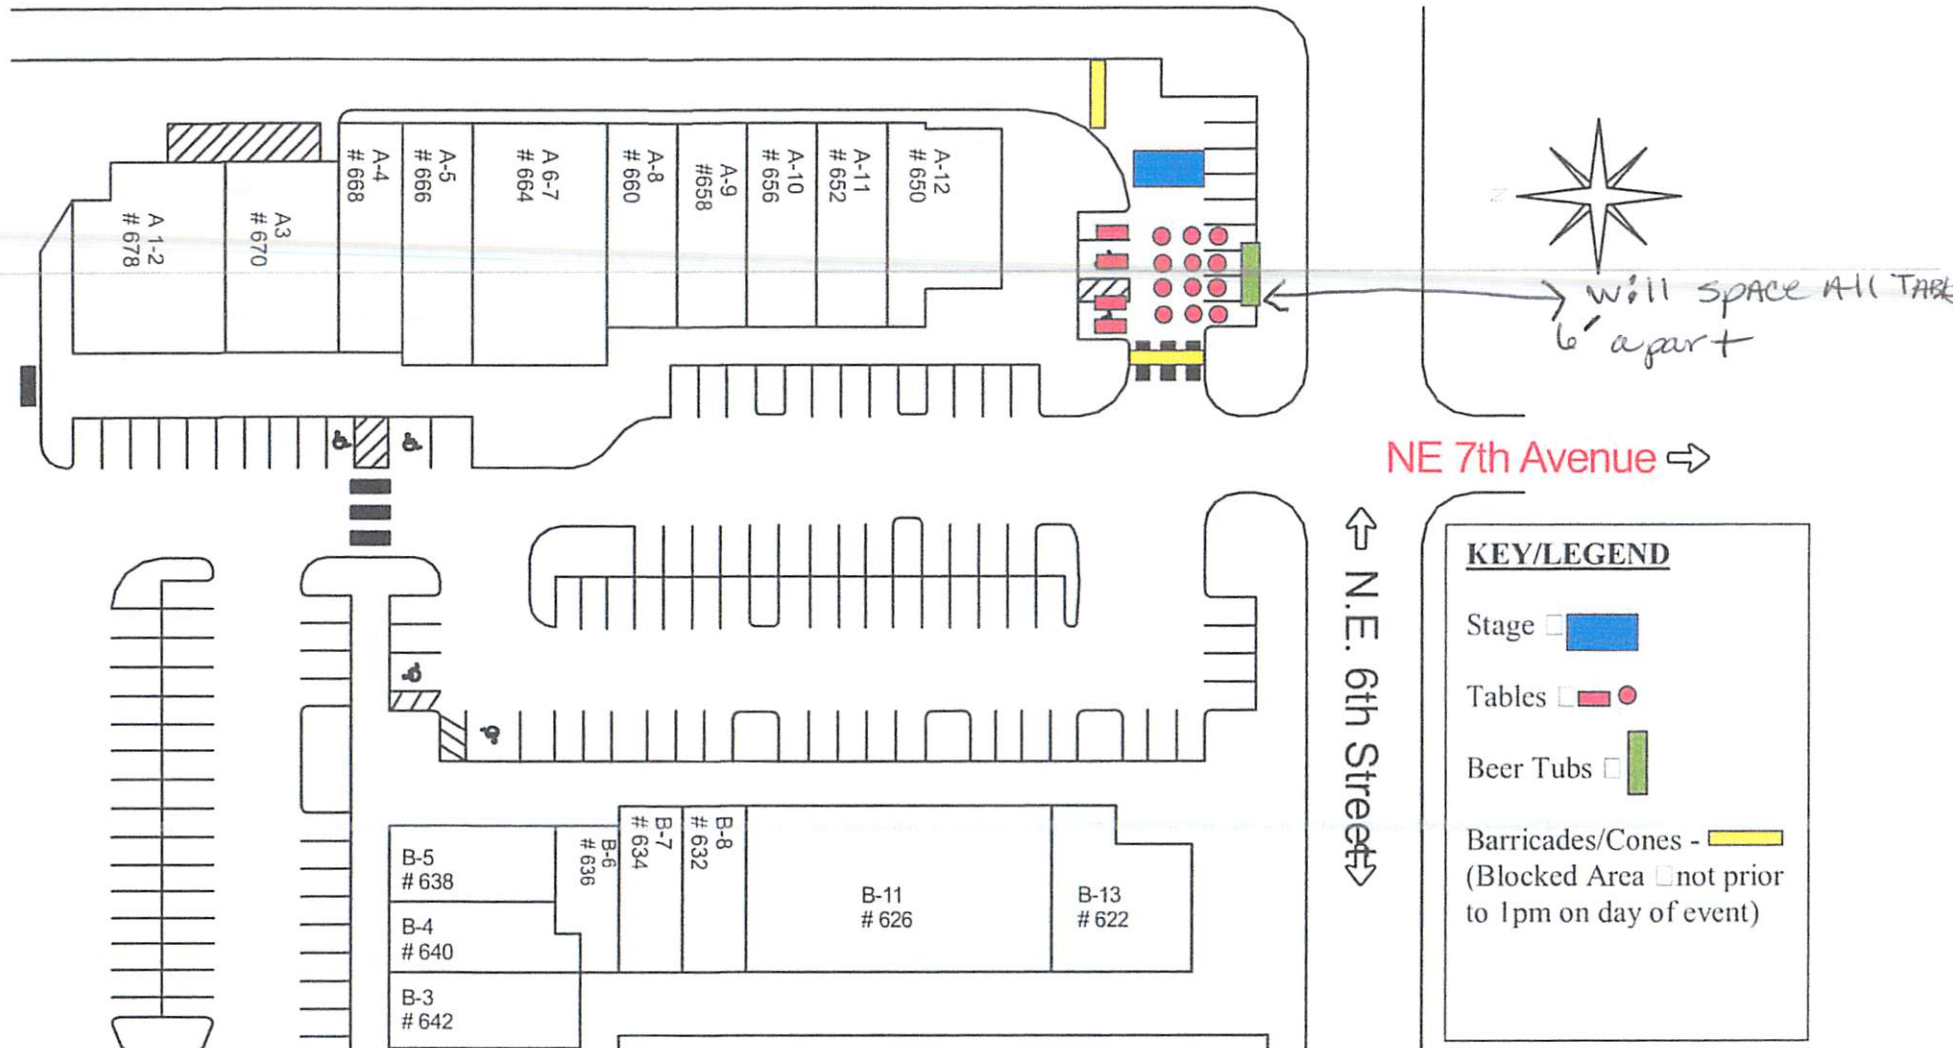 A 1-2
# 678
A3
# 670
A-4
# 668
A-5
# 666
A 6-7
# 664
A-8
# 660
A-9
#658
A-10
# 656
A-11
# 652
A-12
# 650
N
will space All TABLE
6' apart
NE 7th Avenue
N.E. 6th Street
KEY/LEGEND
Stage
Tables
Beer Tubs
Barricades/Cones -
(Blocked Area not prior
to 1pm on day of event)
B-5
# 638
B-4
# 640
B-3
# 642
B-6
# 636
B-7
# 634
B-8
# 632
B-11
# 626
B-13
# 622